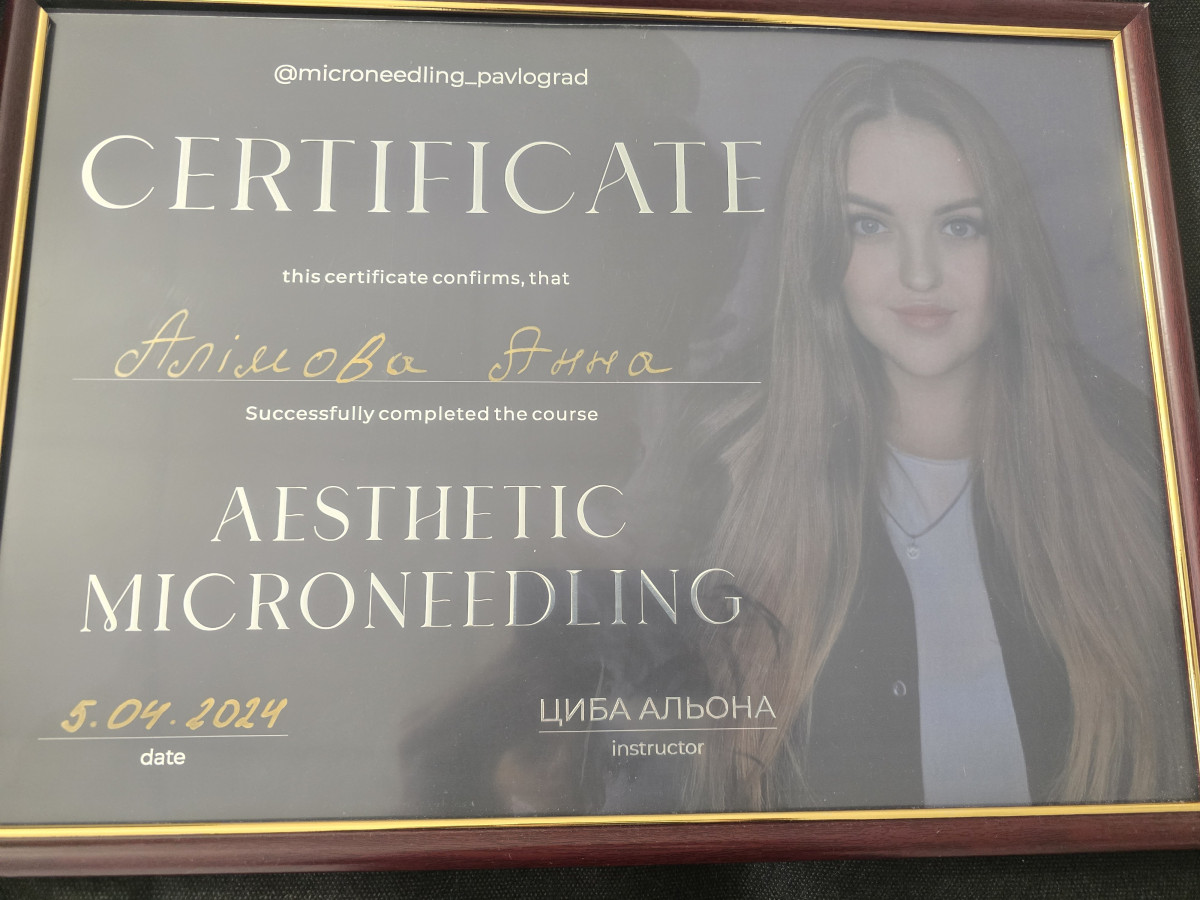 @microneedling_pavlograd
CERTIFICATE
this certificate confirms, that
Алімова Анна
Successfully completed the course
AESTHETIC
MICRONEEDLING
5.04.2024
date
ЦИБА АЛЬОНА
instructor